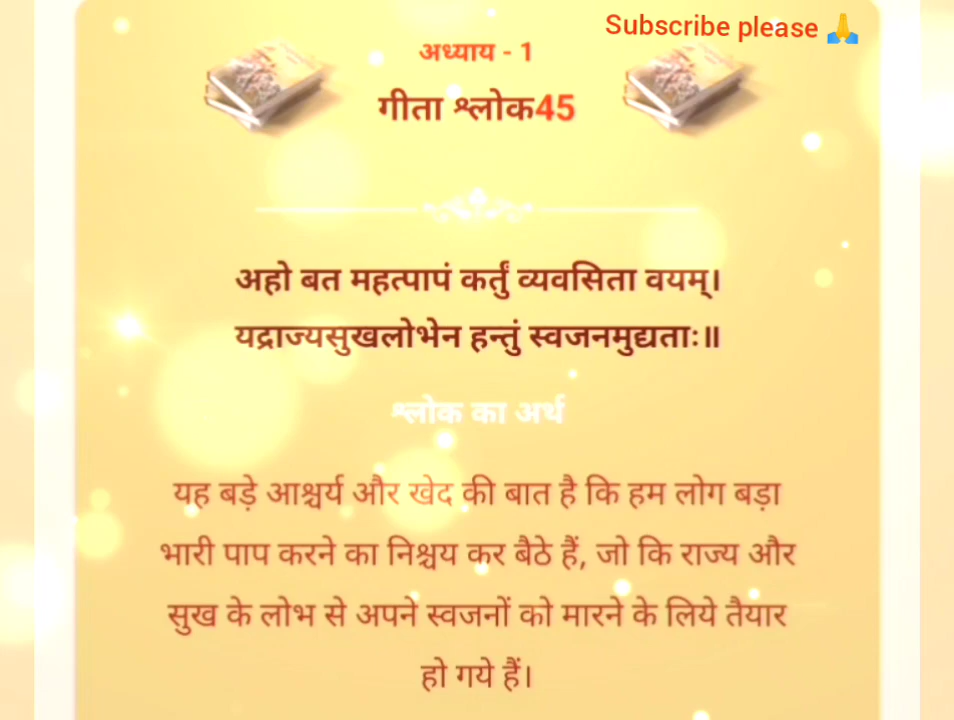 Subscribe please 🙏
अध्याय - 1
गीता श्लोक45
अहो बत महत्पापं कर्तुं व्यवसिता वयम्।
यद्राज्यसुखलोभेन हन्तुं स्वजनमुद्यताः॥
श्लोक का अर्थ
यह बड़े आश्चर्य और खेद की बात है कि हम लोग बड़ा
भारी पाप करने का निश्चय कर बैठे हैं, जो कि राज्य और
सुख के लोभ से अपने स्वजनों को मारने के लिये तैयार
हो गये हैं।